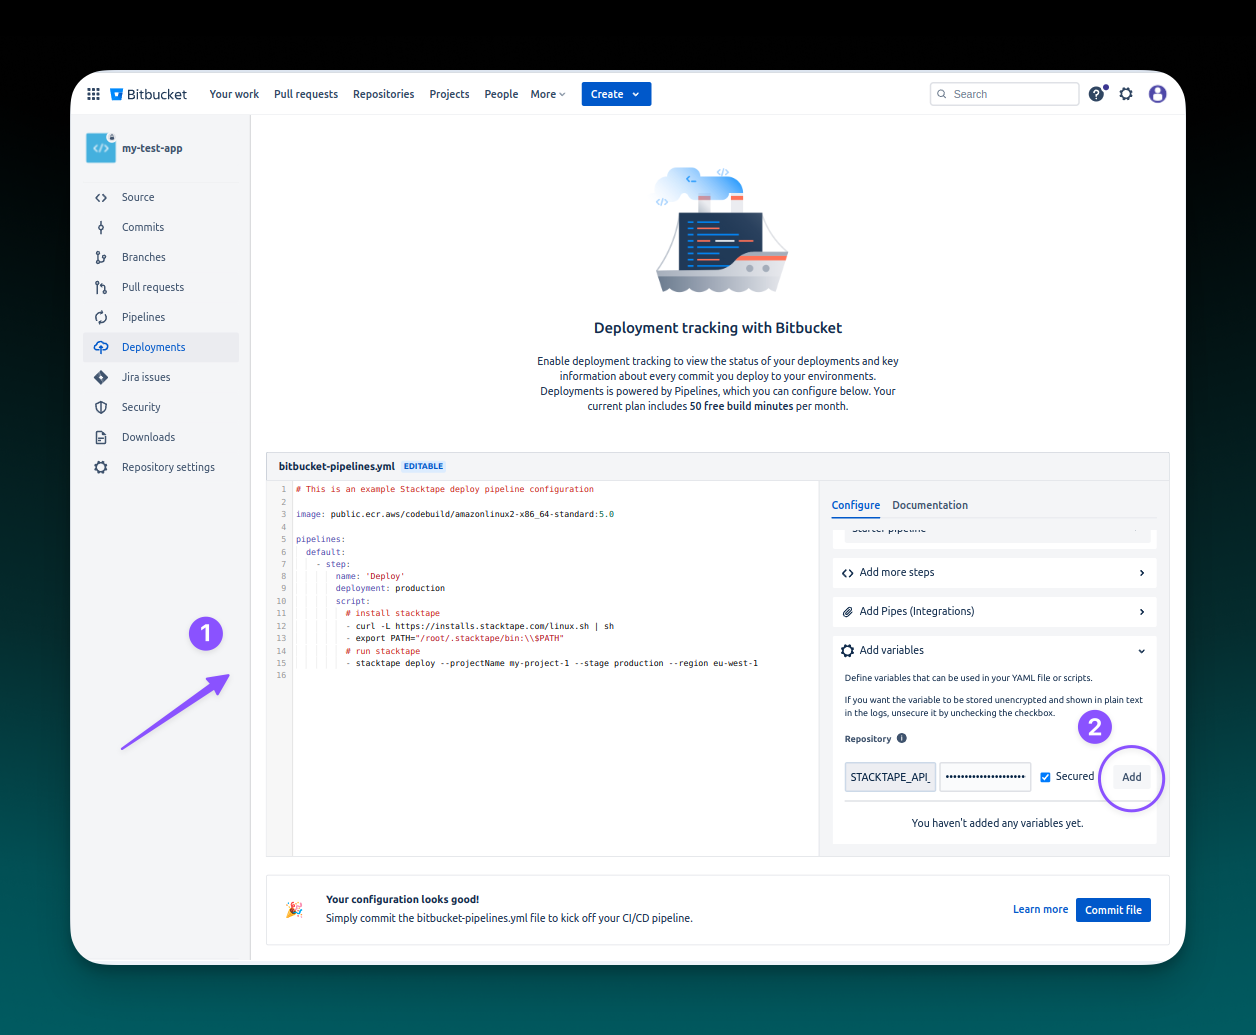 Bitbucket
Your work
Pull requests
Repositories
Projects
People
More
Create
Search
my-test-app
Source
Commits
Branches
Pull requests
Pipelines
Deployments
Jira issues
Security
Downloads
Repository settings
Deployment tracking with Bitbucket
Enable deployment tracking to view the status of your deployments and key
information about every commit you deploy to your environments.
Deployments is powered by Pipelines, which you can configure below. Your
current plan includes 50 free build minutes per month.
bitbucket-pipelines.yml EDITABLE
1 # This is an example Stacktape deploy pipeline configuration
2
3 image: public.ecr.aws/codebuild/amazonlinux2-x86_64-standard:5.0
4
5 pipelines:
6 default:
7 - step:
8 name: 'Deploy'
9 deployment: production
10 script:
11 # install stacktape
12 - curl -L https://installs.stacktape.com/linux.sh | sh
13 - export PATH="/root/.stacktape/bin:\\$PATH"
14 # run stacktape
15 - stacktape deploy --projectName my-project-1 --stage production --region eu-west-1
16
1
Configure
Documentation
Starter pipeline
Add more steps
Add Pipes (Integrations)
Add variables
Define variables that can be used in your YAML file or scripts.
If you want the variable to be stored unencrypted and shown in plain text
in the logs, unsecure it by unchecking the checkbox.
2
Repository
STACKTAPE_API_
••••••••••••••••••••
Secured
Add
You haven't added any variables yet.
Your configuration looks good!
Simply commit the bitbucket-pipelines.yml file to kick off your CI/CD pipeline.
Learn more
Commit file